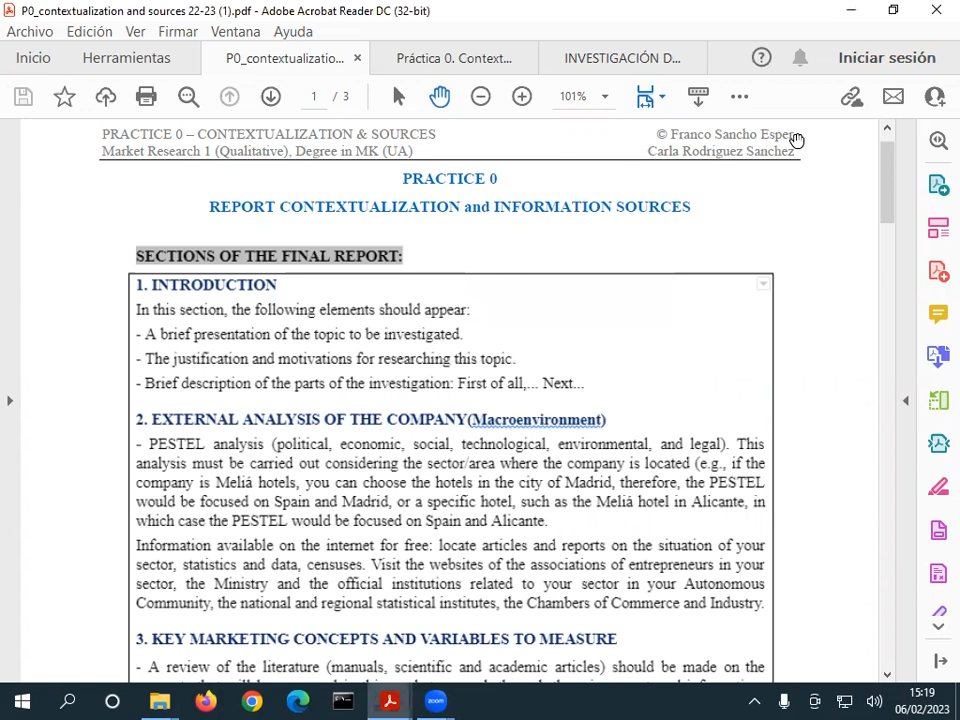 P0_contextualization and sources 22-23 (1).pdf - Adobe Acrobat Reader DC (32-bit)
Archivo Edición Ver Firmar Ventana Ayuda
Inicio Herramientas P0_contextualizatio... × Práctica 0. Context... INVESTIGACIÓN D... Iniciar sesión
1 / 3 101%
PRACTICE 0 – CONTEXTUALIZATION & SOURCES © Franco Sancho Esper
Market Research 1 (Qualitative), Degree in MK (UA) Carla Rodriguez Sanchez
PRACTICE 0
REPORT CONTEXTUALIZATION and INFORMATION SOURCES
SECTIONS OF THE FINAL REPORT:
1. INTRODUCTION
In this section, the following elements should appear:
- A brief presentation of the topic to be investigated.
- The justification and motivations for researching this topic.
- Brief description of the parts of the investigation: First of all,... Next...
2. EXTERNAL ANALYSIS OF THE COMPANY(Macroenvironment)
- PESTEL analysis (political, economic, social, technological, environmental, and legal). This
analysis must be carried out considering the sector/area where the company is located (e.g., if the
company is Meliá hotels, you can choose the hotels in the city of Madrid, therefore, the PESTEL
would be focused on Spain and Madrid, or a specific hotel, such as the Meliá hotel in Alicante, in
which case the PESTEL would be focused on Spain and Alicante.
Information available on the internet for free: locate articles and reports on the situation of your
sector, statistics and data, censuses. Visit the websites of the associations of entrepreneurs in your
sector, the Ministry and the official institutions related to your sector in your Autonomous
Community, the national and regional statistical institutes, the Chambers of Commerce and Industry.
3. KEY MARKETING CONCEPTS AND VARIABLES TO MEASURE
- A review of the literature (manuals, scientific and academic articles) should be made on the
zoom
15:19
06/02/2023